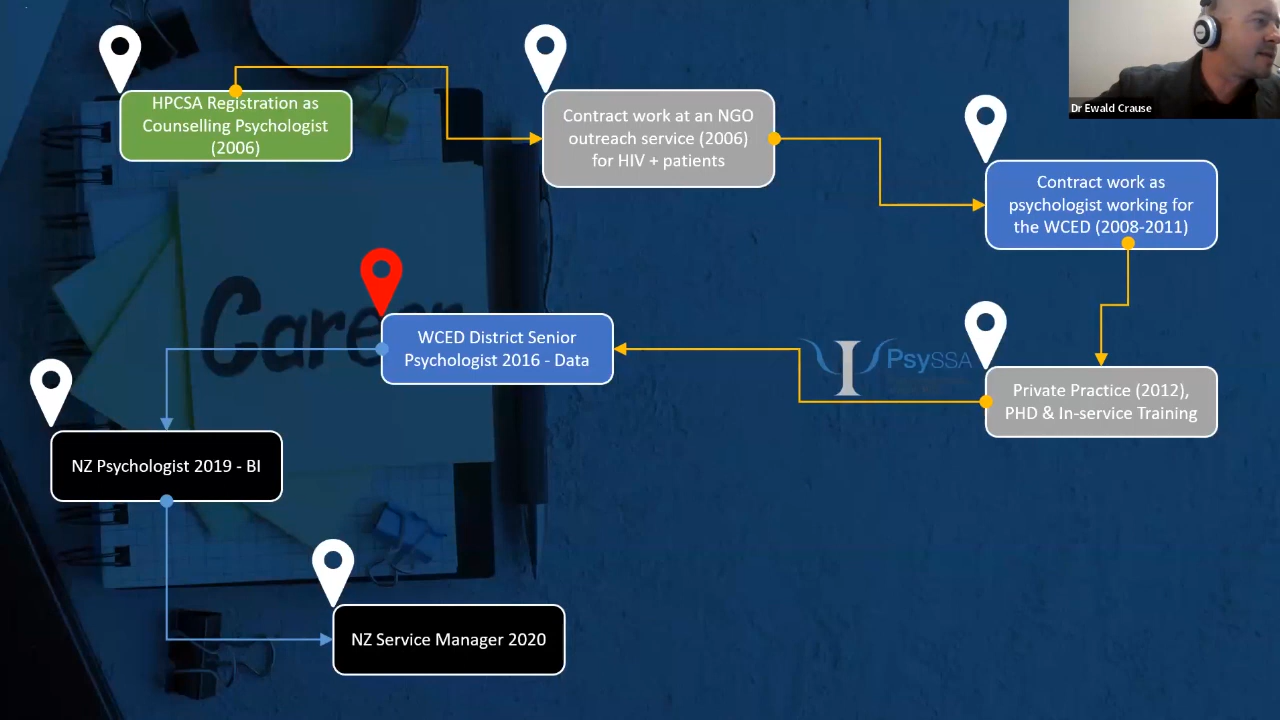 HPCSA Registration as
Counselling Psychologist
(2006)
Contract work at an NGO
outreach service (2006)
for HIV + patients
Dr Ewald Crause
Contract work as
psychologist working for
the WCED (2008-2011)
Career
WCED District Senior
Psychologist 2016 - Data
PsySSA
Private Practice (2012),
PHD & In-service Training
NZ Psychologist 2019 - BI
NZ Service Manager 2020